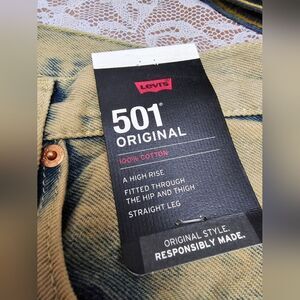 Levi's
501®
ORIGINAL
100% COTTON
A HIGH RISE
FITTED THROUGH
THE HIP AND THIGH
STRAIGHT LEG
ORIGINAL STYLE.
RESPONSIBLY MADE.